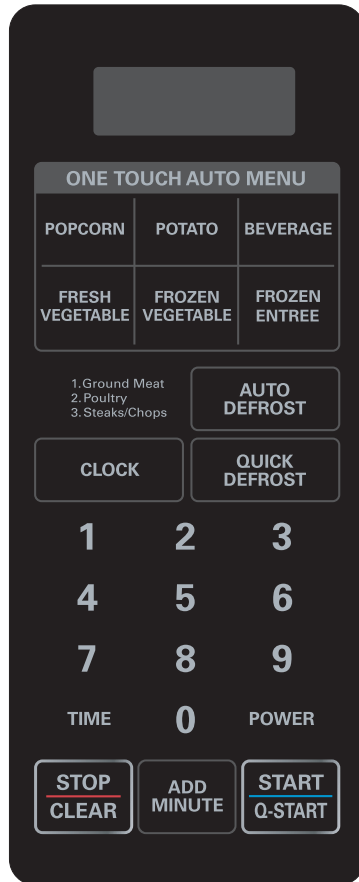 ONE TOUCH AUTO MENU
POPCORN POTATO BEVERAGE
FRESH VEGETABLE
FROZEN VEGETABLE
FROZEN ENTREE
1.Ground Meat
2.Poultry
3.Steaks/Chops
AUTO
DEFROST
CLOCK
QUICK
DEFROST
1 2 3
4 5 6
7 8 9
TIME 0 POWER
STOP
CLEAR
ADD
MINUTE
START
Q-START